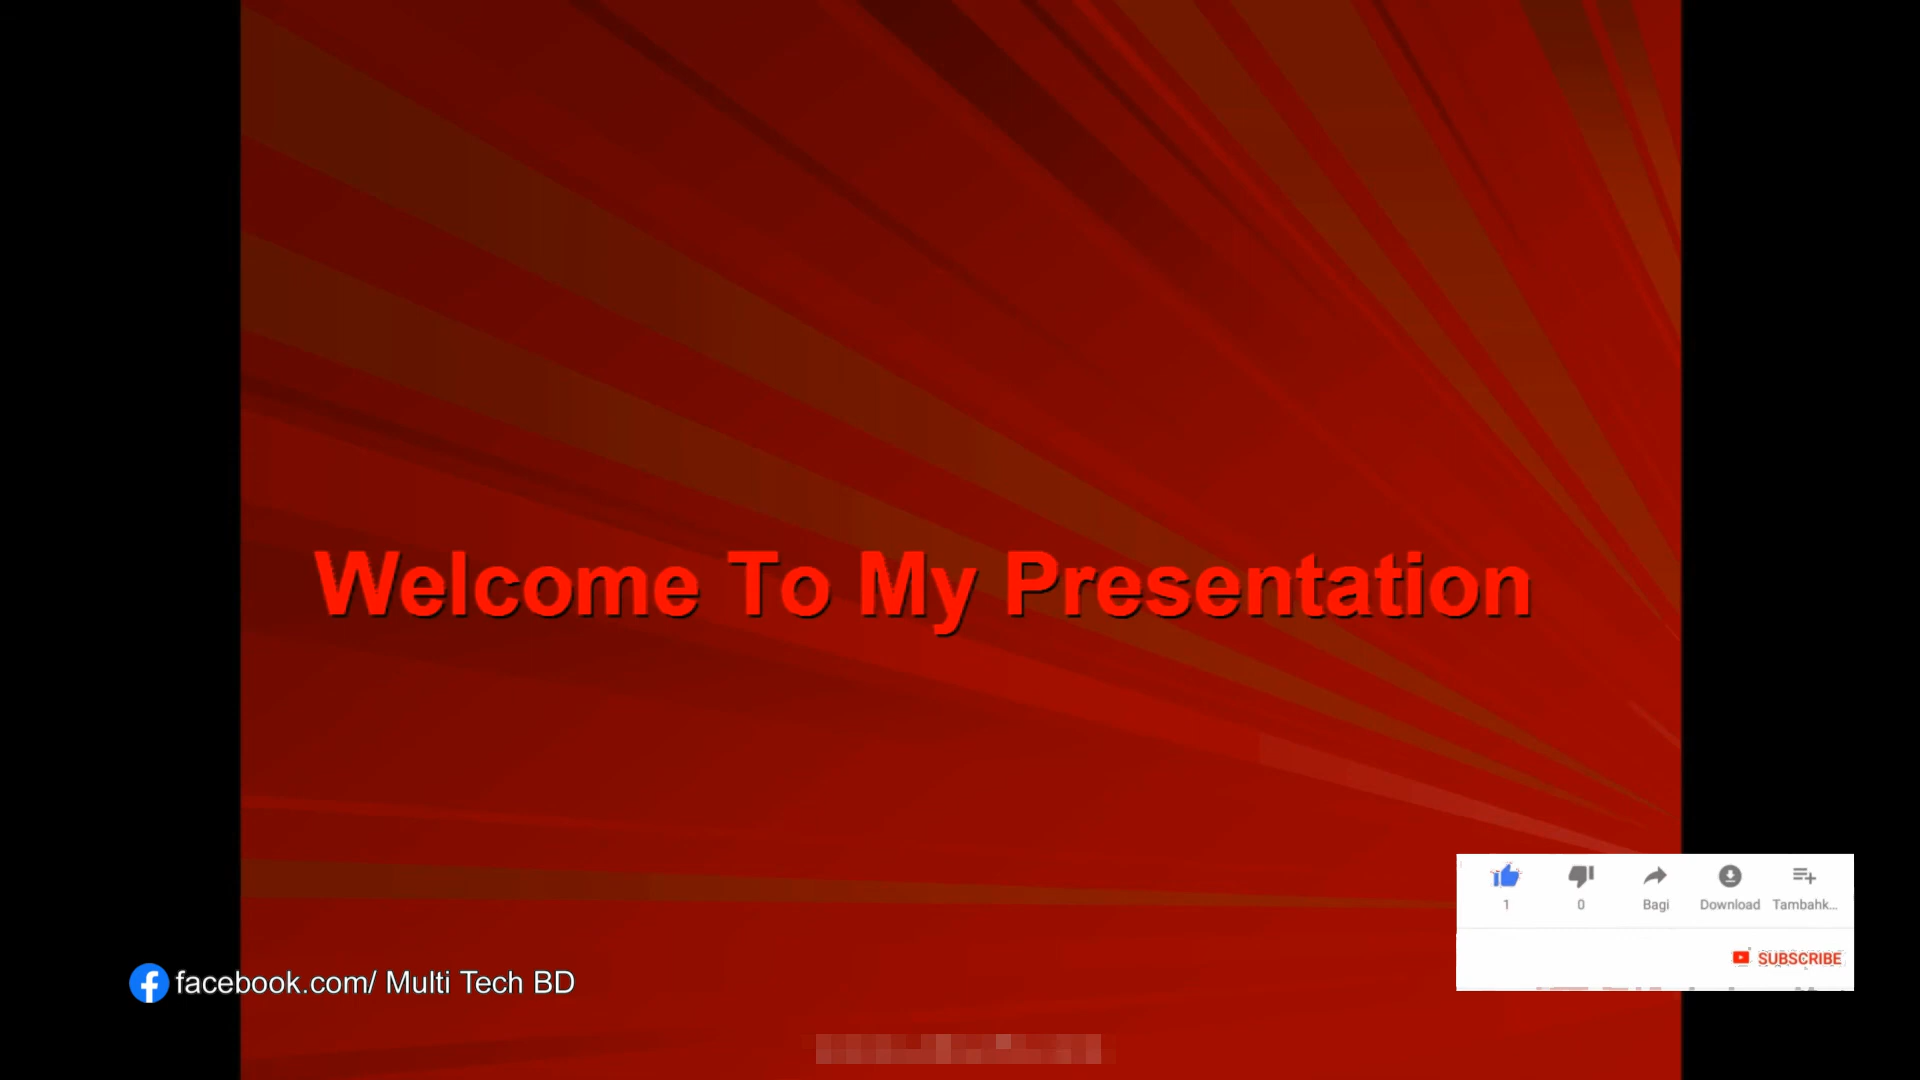 Welcome To My Presentation
1
0
Bagi
Download
Tambahk...
SUBSCRIBE
facebook.com/ Multi Tech BD